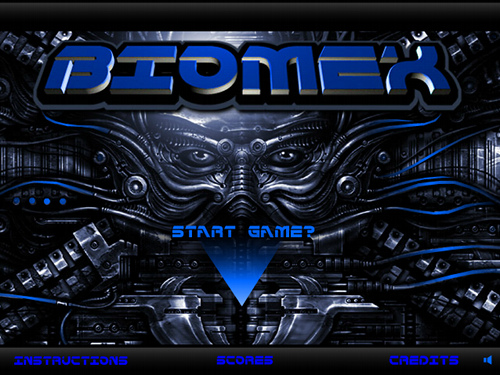 BIOMEX
START GAME?
INSTRUCTIONS
SCORES
CREDITS